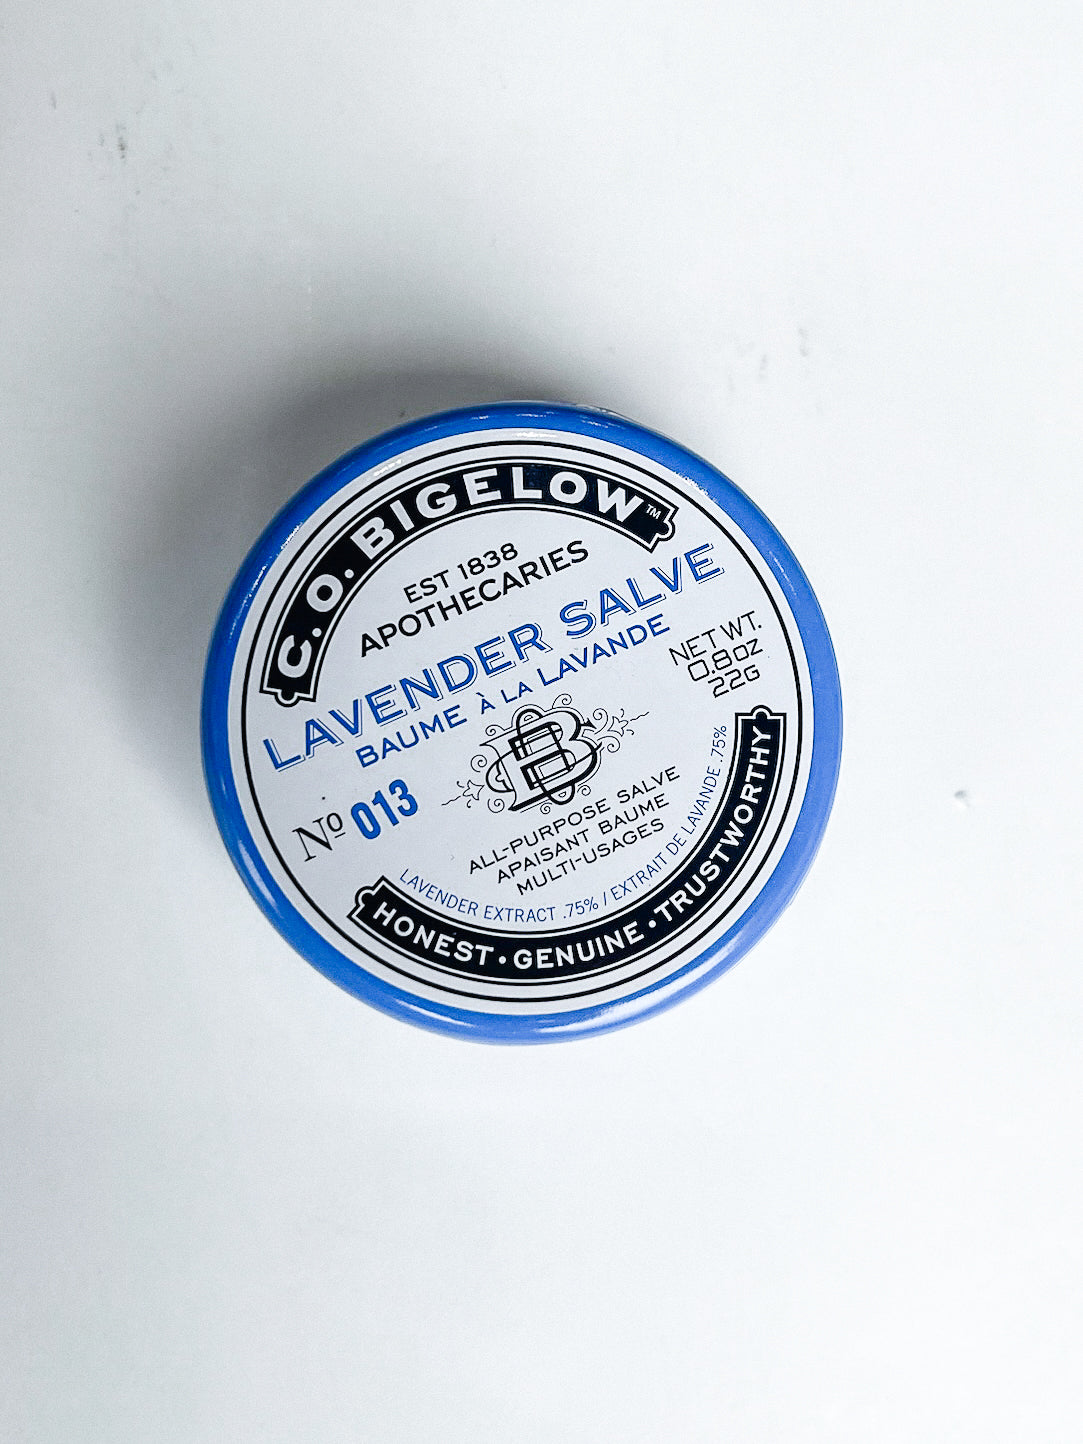 C.O. BIGELOW™
EST 1838
APOTHECARIES
LAVENDER SALVE
BAUME À LA LAVANDE
NET WT.
0.8oz
22G
Nº 013
B
ALL-PURPOSE SALVE
APAISANT BAUME
MULTI-USAGES
LAVENDER EXTRACT .75% / EXTRAIT DE LAVANDE .75%
HONEST • GENUINE • TRUSTWORTHY